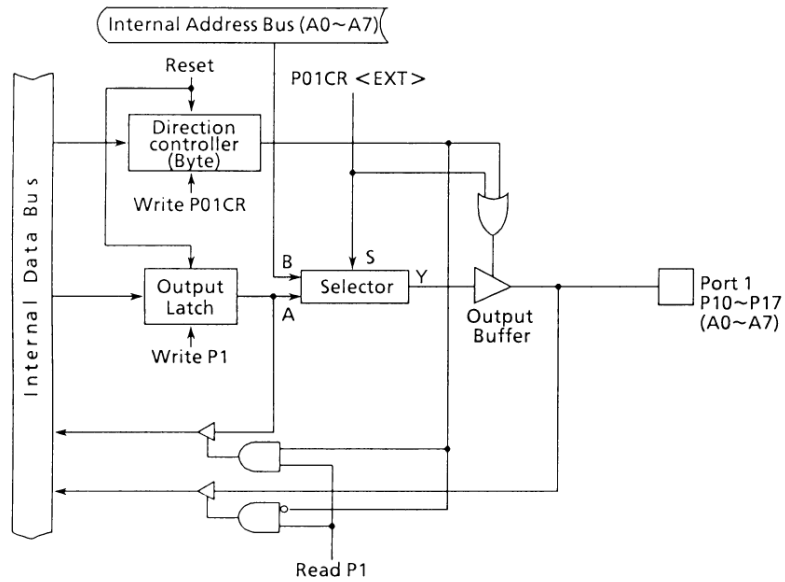 Internal Address Bus (A0~A7)
Reset
P01CR <EXT>
Direction
controller
(Byte)
Write P01CR
Internal Data Bus
B
S
Output
Latch
A
Selector
Y
Output
Buffer
Port 1
P10~P17
(A0~A7)
Write P1
Read P1